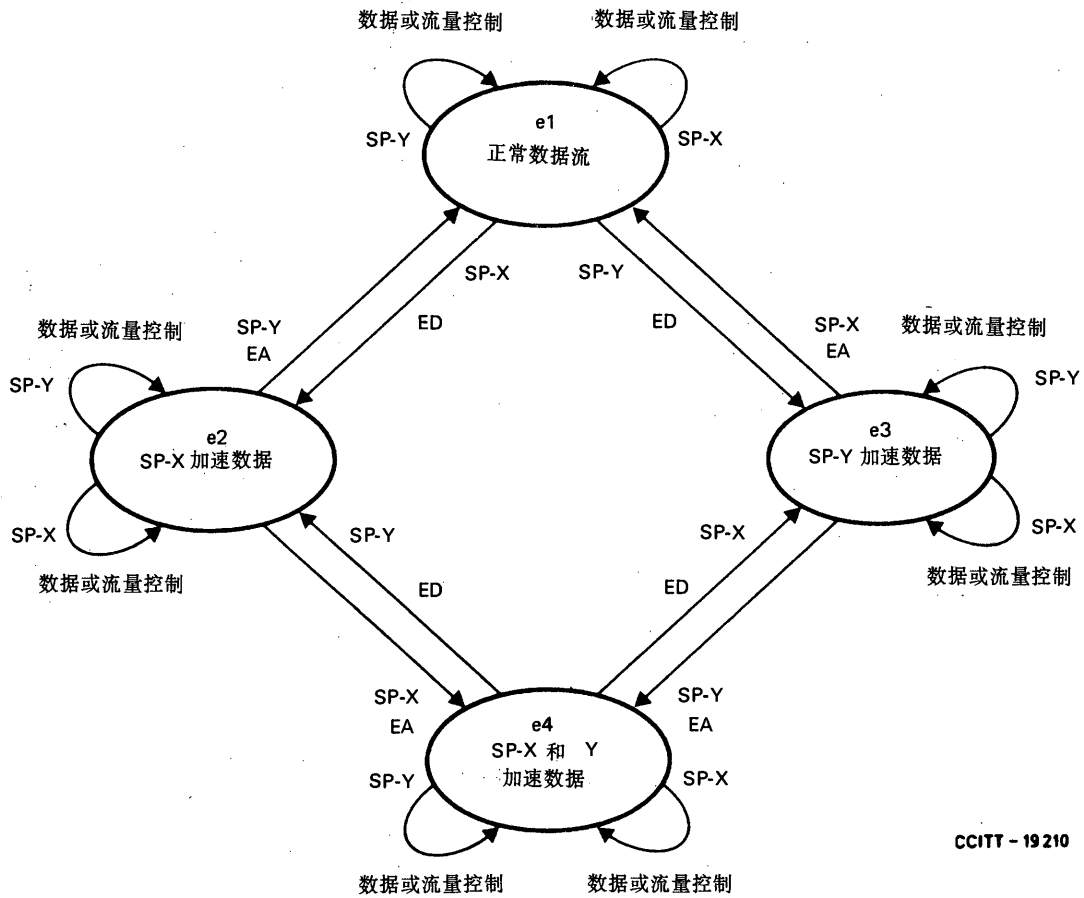 数据或流量控制
数据或流量控制
e1
正常数据流
SP-Y
SP-X
SP-X
ED
SP-Y
ED
SP-Y
EA
SP-X
EA
数据或流量控制
SP-Y
数据或流量控制
SP-Y
e2
SP-X 加速数据
e3
SP-Y 加速数据
SP-X
数据或流量控制
SP-X
数据或流量控制
SP-Y
ED
SP-X
ED
SP-X
EA
SP-Y
EA
e4
SP-X 和 Y
加速数据
SP-Y
SP-X
数据或流量控制
数据或流量控制
CCITT-19210